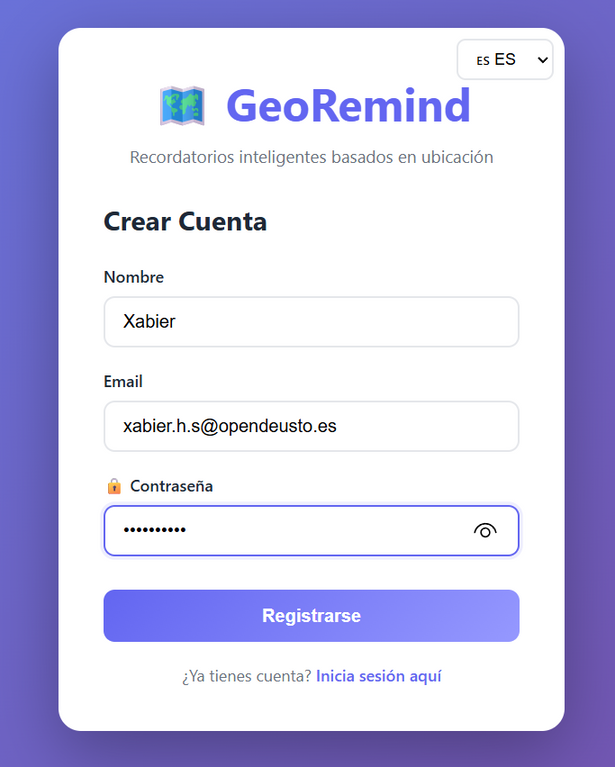 ES ES
GeoRemind
Recordatorios inteligentes basados en ubicación
Crear Cuenta
Nombre
Xabier
Email
xabier.h.s@opendeusto.es
Contraseña
••••••••••
Registrarse
¿Ya tienes cuenta? Inicia sesión aquí